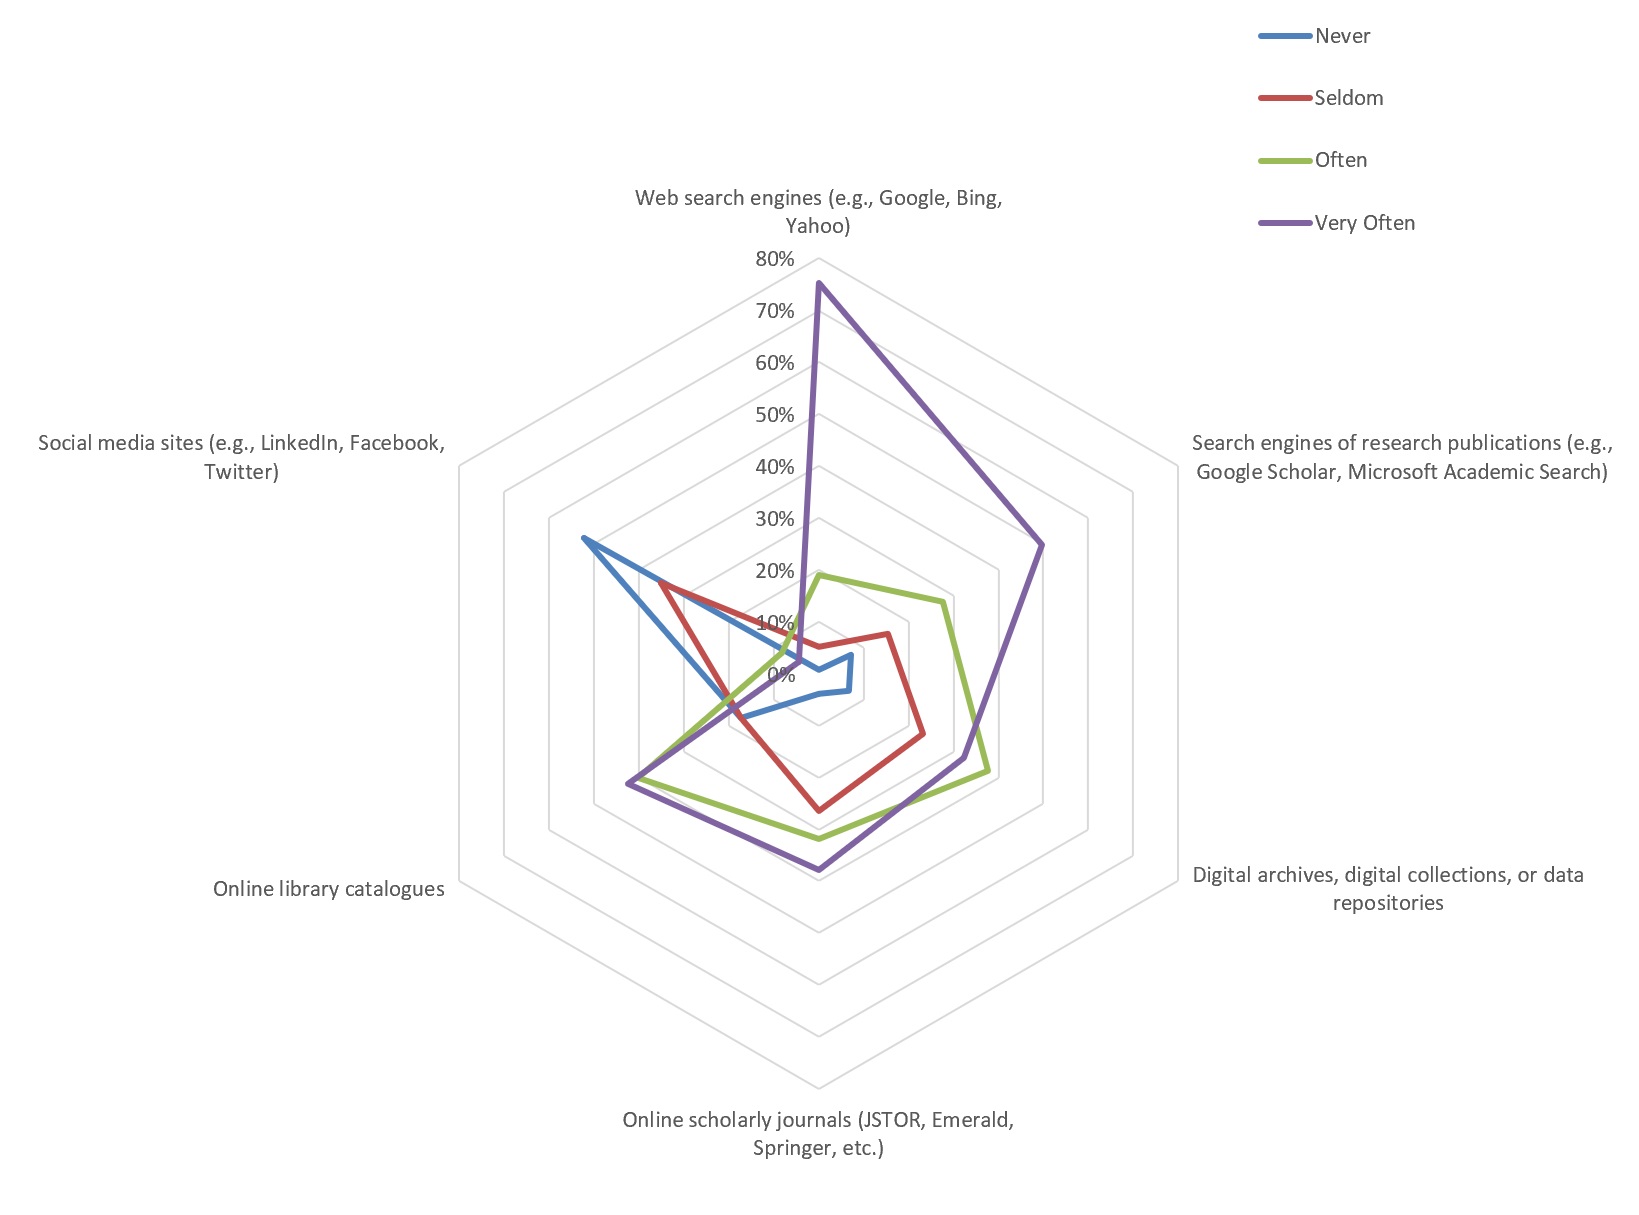 Never
Seldom
Often
Very Often
Web search engines (e.g., Google, Bing,
Yahoo)
80%
70%
60%
50%
40%
30%
20%
10%
0%
Social media sites (e.g., LinkedIn, Facebook,
Twitter)
Search engines of research publications (e.g.,
Google Scholar, Microsoft Academic Search)
Online library catalogues
Digital archives, digital collections, or data
repositories
Online scholarly journals (JSTOR, Emerald,
Springer, etc.)